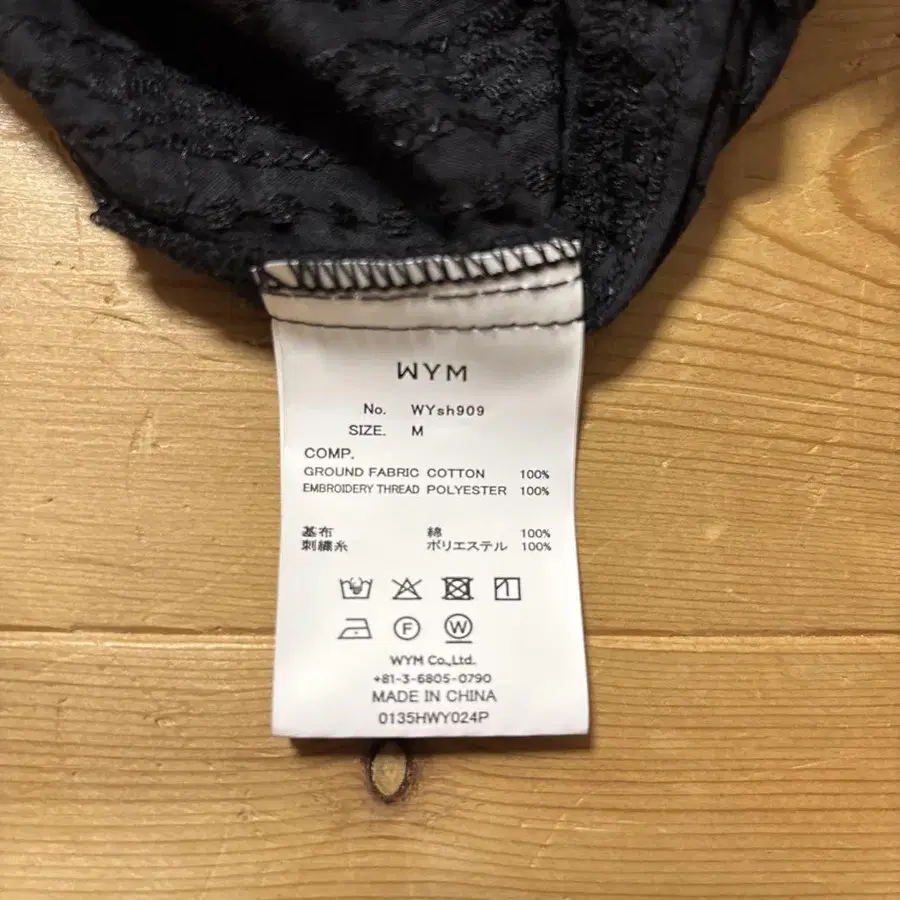 WYM
No. WYsh909
SIZE. M
COMP.
GROUND FABRIC COTTON 100%
EMBROIDERY THREAD POLYESTER 100%
基布 綿 100%
刺繍糸 ポリエステル 100%
F W
WYM Co.,Ltd.
+81-3-6805-0790
MADE IN CHINA
0135HWY024P